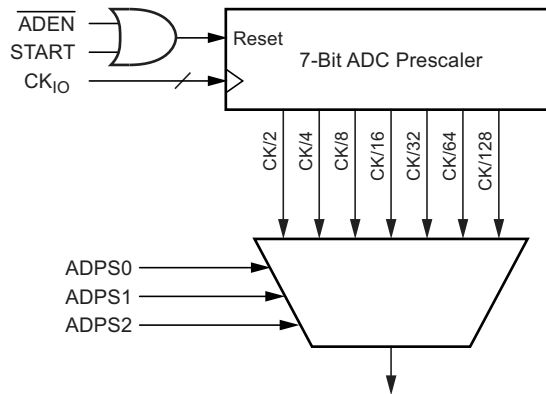 ADEN
START
CK_IO
Reset
7-Bit ADC Prescaler
CK/2
CK/4
CK/8
CK/16
CK/32
CK/64
CK/128
ADPS0
ADPS1
ADPS2